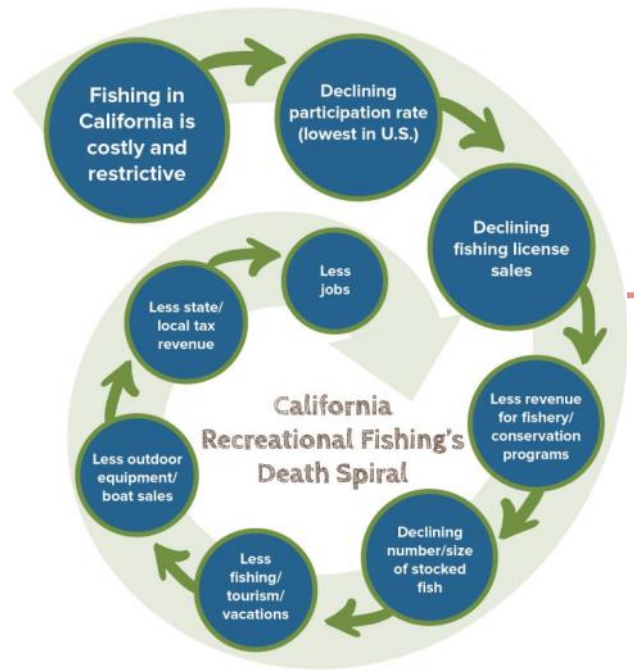 Fishing in
California is
costly and
restrictive
Declining
participation rate
(lowest in U.S.)
Declining
fishing license
sales
Less revenue
for fishery/
conservation
programs
Declining
number/size
of stocked
fish
Less
fishing/
tourism/
vacations
Less outdoor
equipment/
boat sales
Less state/
local tax
revenue
Less
jobs
California
Recreational Fishing's
Death Spiral